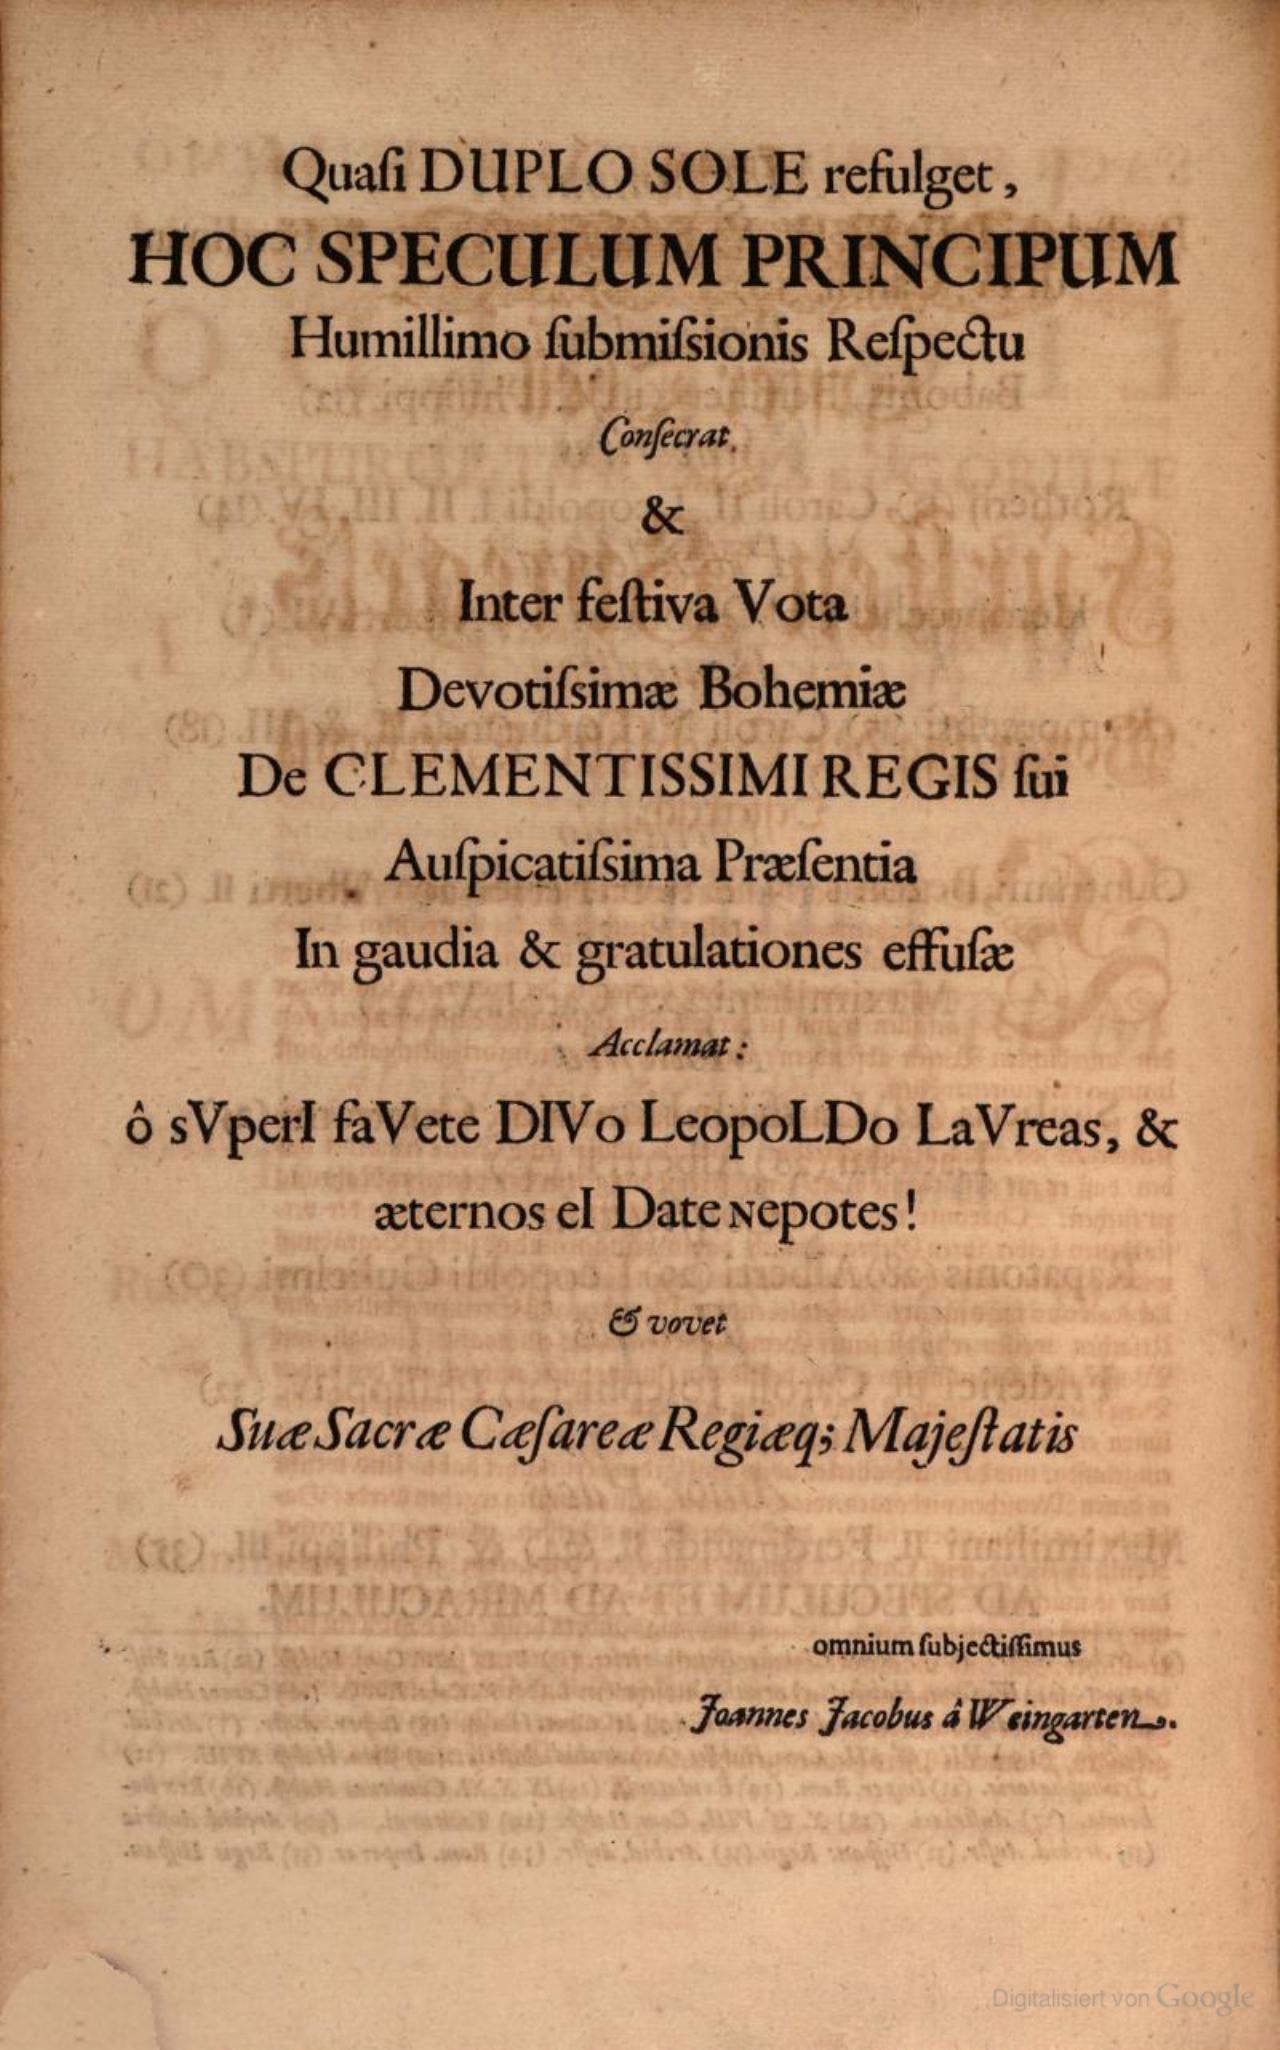 Quaſi DUPLO SOLE refulget,
HOC SPECULUM PRINCIPUM
Humillimo ſubmiſsionis Reſpectu
Conſecrat.
&
Inter feſtiva Vota
Devotiſsimæ Bohemiæ
De CLEMENTISSIMI REGIS ſui
Auſpicatiſsima Præſentia
In gaudia & gratulationes effuſæ
Acclamat:
ô sVperI faVete DIVo LeopoLDo LaVreas, &
æternos eI Date Nepotes!
& vovet
Suæ Sacræ Cæſareæ Regiæq; Majeſtatis
omnium ſubjectiſſimus
Joannes Jacobus â Weingarten.
Digitalisiert von Google